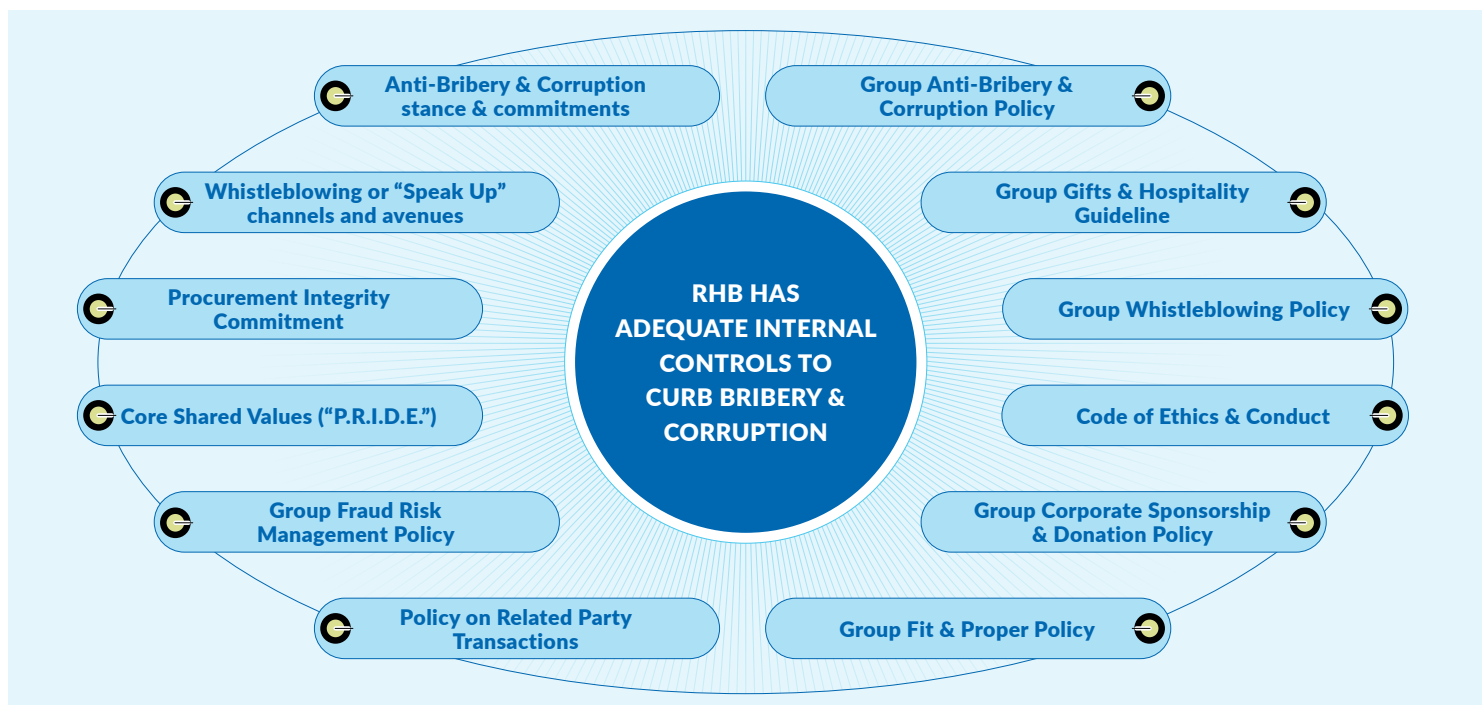 Anti-Bribery & Corruption
stance & commitments
Group Anti-Bribery &
Corruption Policy
Whistleblowing or “Speak Up”
channels and avenues
Group Gifts & Hospitality
Guideline
Procurement Integrity
Commitment
Group Whistleblowing Policy
RHB HAS
ADEQUATE INTERNAL
CONTROLS TO
CURB BRIBERY &
CORRUPTION
Core Shared Values (“P.R.I.D.E.”)
Code of Ethics & Conduct
Group Fraud Risk
Management Policy
Group Corporate Sponsorship
& Donation Policy
Policy on Related Party
Transactions
Group Fit & Proper Policy